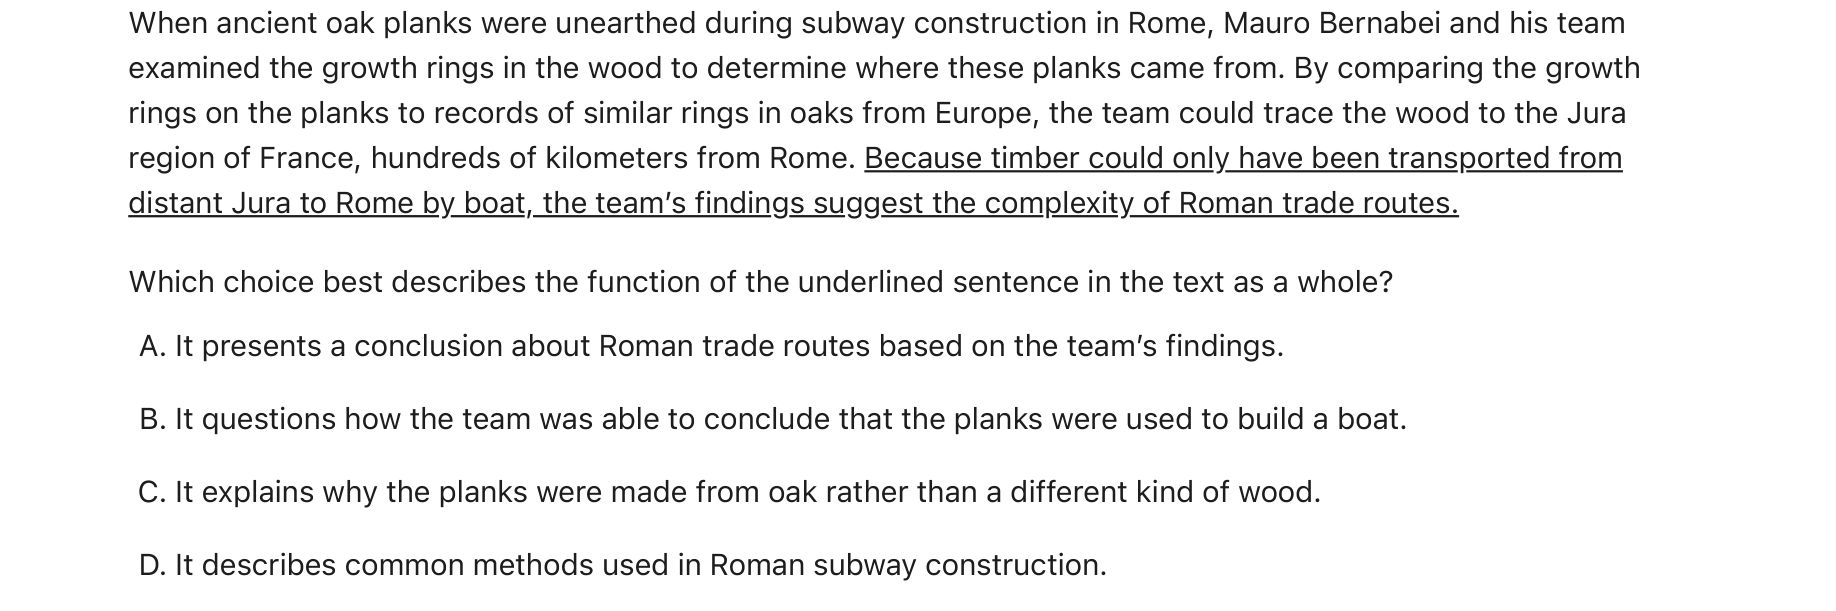 When ancient oak planks were unearthed during subway construction in Rome, Mauro Bernabei and his team
examined the growth rings in the wood to determine where these planks came from. By comparing the growth
rings on the planks to records of similar rings in oaks from Europe, the team could trace the wood to the Jura
region of France, hundreds of kilometers from Rome. Because timber could only have been transported from
distant Jura to Rome by boat, the team’s findings suggest the complexity of Roman trade routes.
Which choice best describes the function of the underlined sentence in the text as a whole?
A. It presents a conclusion about Roman trade routes based on the team’s findings.
B. It questions how the team was able to conclude that the planks were used to build a boat.
C. It explains why the planks were made from oak rather than a different kind of wood.
D. It describes common methods used in Roman subway construction.